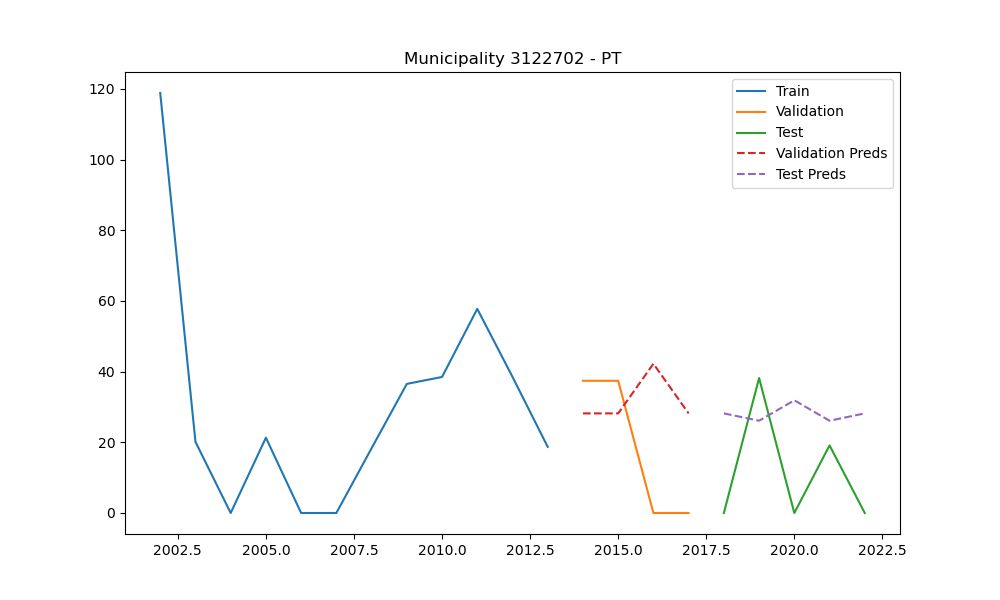 Municipality 3122702 - PT
120
100
80
60
40
20
0
2002.5 2005.0 2007.5 2010.0 2012.5 2015.0 2017.5 2020.0 2022.5
Train
Validation
Test
Validation Preds
Test Preds